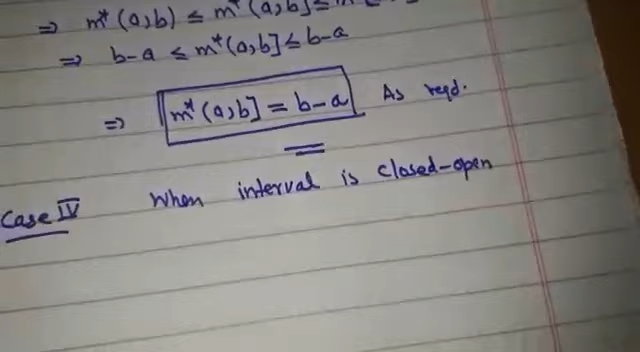 ⇒ m*(a,b) ≤ m*(a,b] ≤
⇒ b-a ≤ m*(a,b] ≤ b-a
⇒ m*(a,b] = b-a As reqd.
Case IV When interval is closed-open